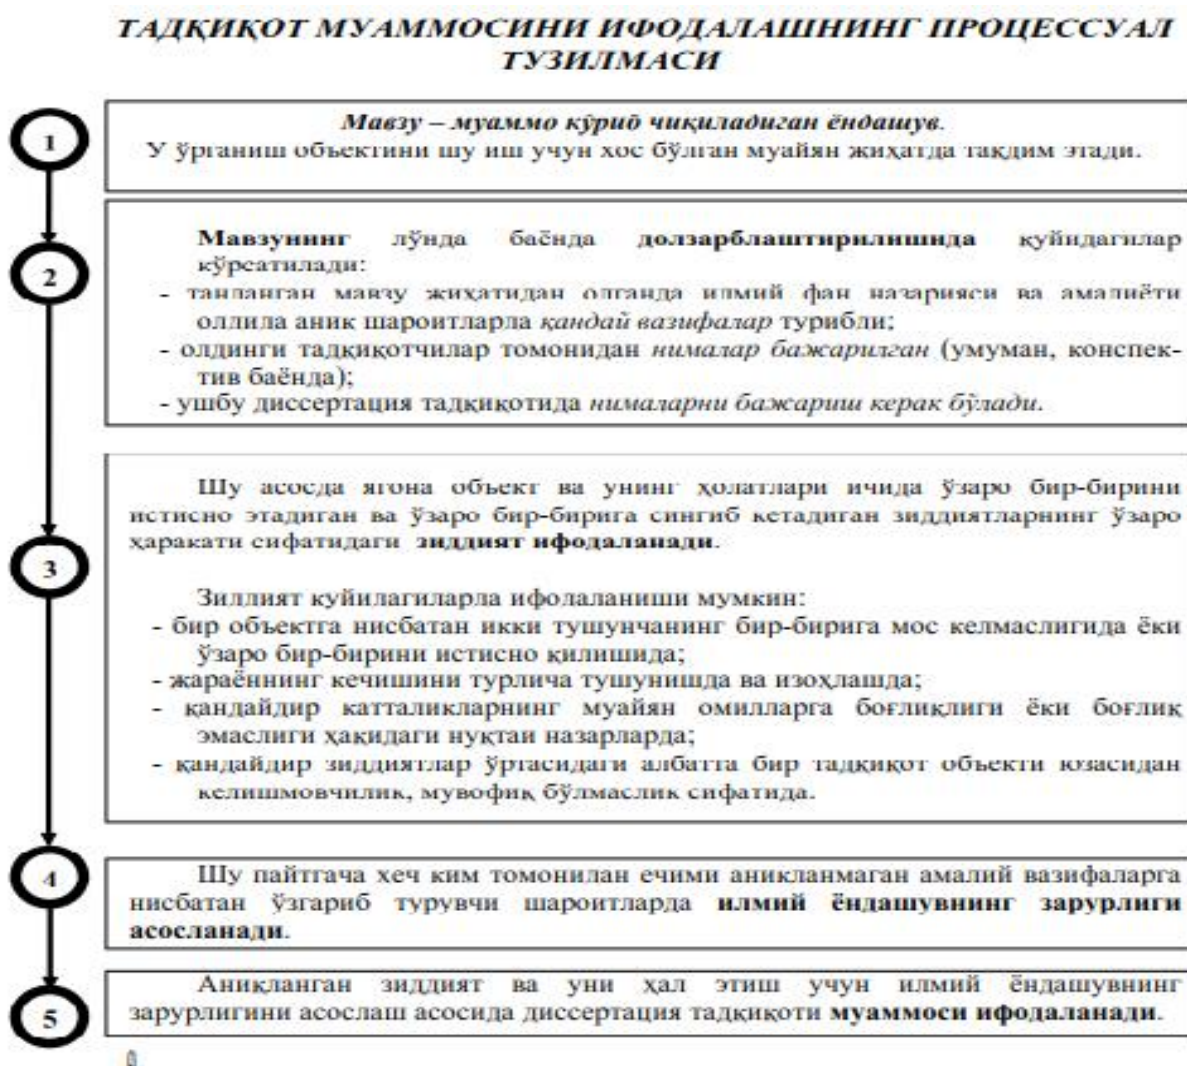 ТАДҚИҚОТ МУАММОСИНИ ИФОДАЛАШНИНГ ПРОЦЕССУАЛ
ТУЗИЛМАСИ
1
Мавзу – муаммо кўриб чиқиладиган ёндашув.
У ўрганиш объектини шу иш учун хос бўлган муайян жиҳатда тақдим этади.
2
Мавзунинг лўнда баёнда долзарблаштирилишида қуйидагилар
кўрсатилади:
- танланган мавзу жиҳатидан олганда илмий фан назарияси ва амалиёти
олдида аниқ шароитларда қандай вазифалар турибди;
- олдинги тадқиқотчилар томонидан нималар бажарилган (умуман, конспек-
тив баёнда);
- ушбу диссертация тадқиқотида нималарни бажариш керак бўлади.
3
Шу асосда ягона объект ва унинг ҳолатлари ичида ўзаро бир-бирини
истисно этадиган ва ўзаро бир-бирига сингиб кетадиган зиддиятларнинг ўзаро
ҳаракати сифатидаги зиддият ифодаланади.
Зиддият қуйидагиларда ифодаланиши мумкин:
- бир объектга нисбатан икки тушунчанинг бир-бирига мос келмаслигида ёки
ўзаро бир-бирини истисно қилишида;
- жараённинг кечишини турлича тушунишда ва изоҳлашда;
- қандайдир катталикларнинг муайян омилларга боғлиқлиги ёки боғлиқ
эмаслиги ҳақидаги нуқтаи назарларда;
- қандайдир зиддиятлар ўртасидаги албатта бир тадқиқот объекти юзасидан
келишмовчилик, мувофиқ бўлмаслик сифатида.
4
Шу пайтгача хеч ким томонидан ечими аниқланмаган амалий вазифаларга
нисбатан ўзгариб турувчи шароитларда илмий ёндашувнинг зарурлиги
асосланади.
5
Аниқланган зиддият ва уни ҳал этиш учун илмий ёндашувнинг
зарурлигини асослаш асосида диссертация тадқиқоти муаммоси ифодаланади.